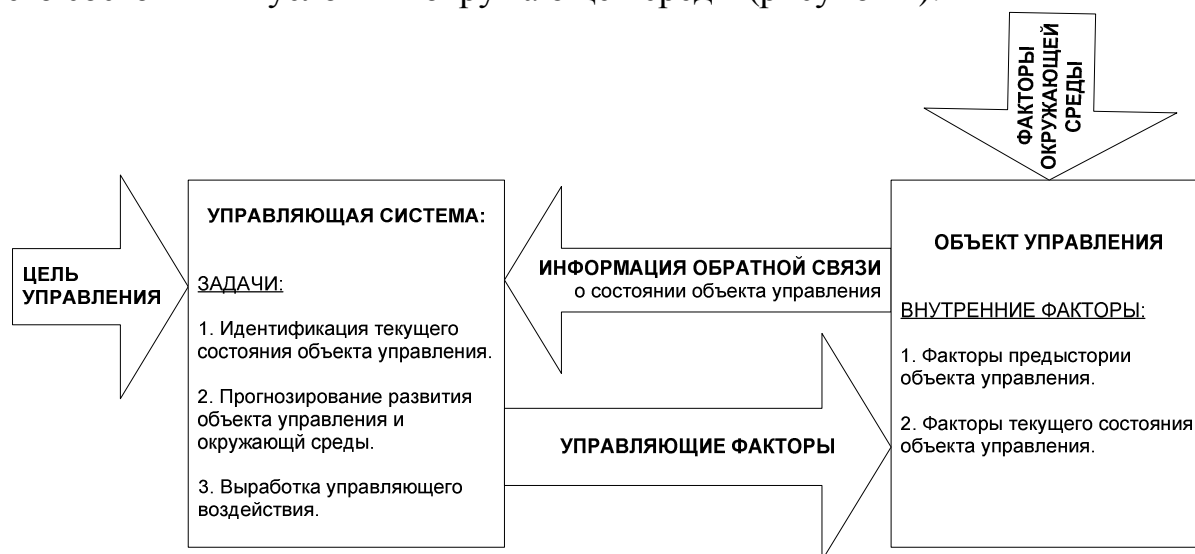 ФАКТОРЫ
ОКРУЖАЮЩЕЙ
СРЕДЫ
ЦЕЛЬ
УПРАВЛЕНИЯ
УПРАВЛЯЮЩАЯ СИСТЕМА:
ЗАДАЧИ:
1. Идентификация текущего
состояния объекта управления.
2. Прогнозирование развития
объекта управления и
окружающй среды.
3. Выработка управляющего
воздействия.
ИНФОРМАЦИЯ ОБРАТНОЙ СВЯЗИ
о состоянии объекта управления
УПРАВЛЯЮЩИЕ ФАКТОРЫ
ОБЪЕКТ УПРАВЛЕНИЯ
ВНУТРЕННИЕ ФАКТОРЫ:
1. Факторы предыстории
объекта управления.
2. Факторы текущего состояния
объекта управления.